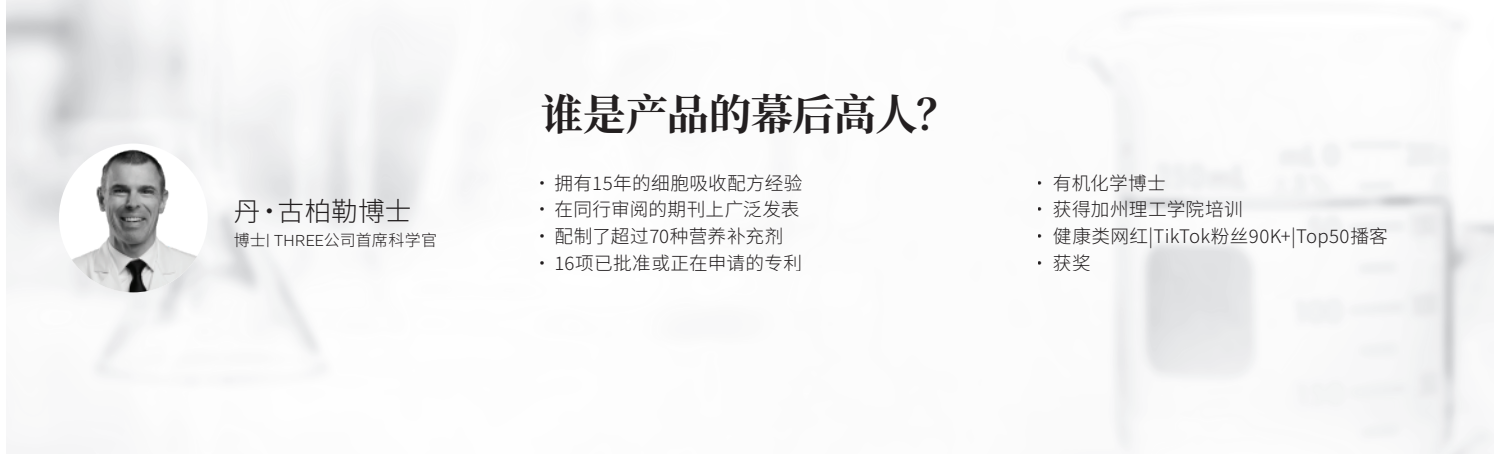 谁是产品的幕后高人？
丹·古柏勒博士
博士| THREE公司首席科学官
· 拥有15年的细胞吸收配方经验
· 在同行审阅的期刊上广泛发表
· 配制了超过70种营养补充剂
· 16项已批准或正在申请的专利
· 有机化学博士
· 获得加州理工学院培训
· 健康类网红|TikTok粉丝90K+|Top50播客
· 获奖